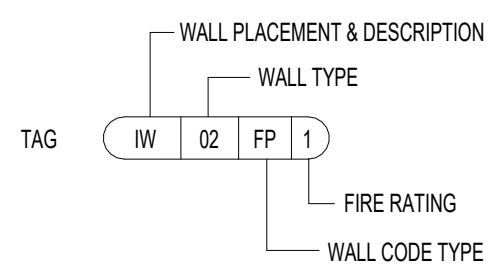 WALL PLACEMENT & DESCRIPTION
WALL TYPE
TAG IW 02 FP 1
FIRE RATING
WALL CODE TYPE